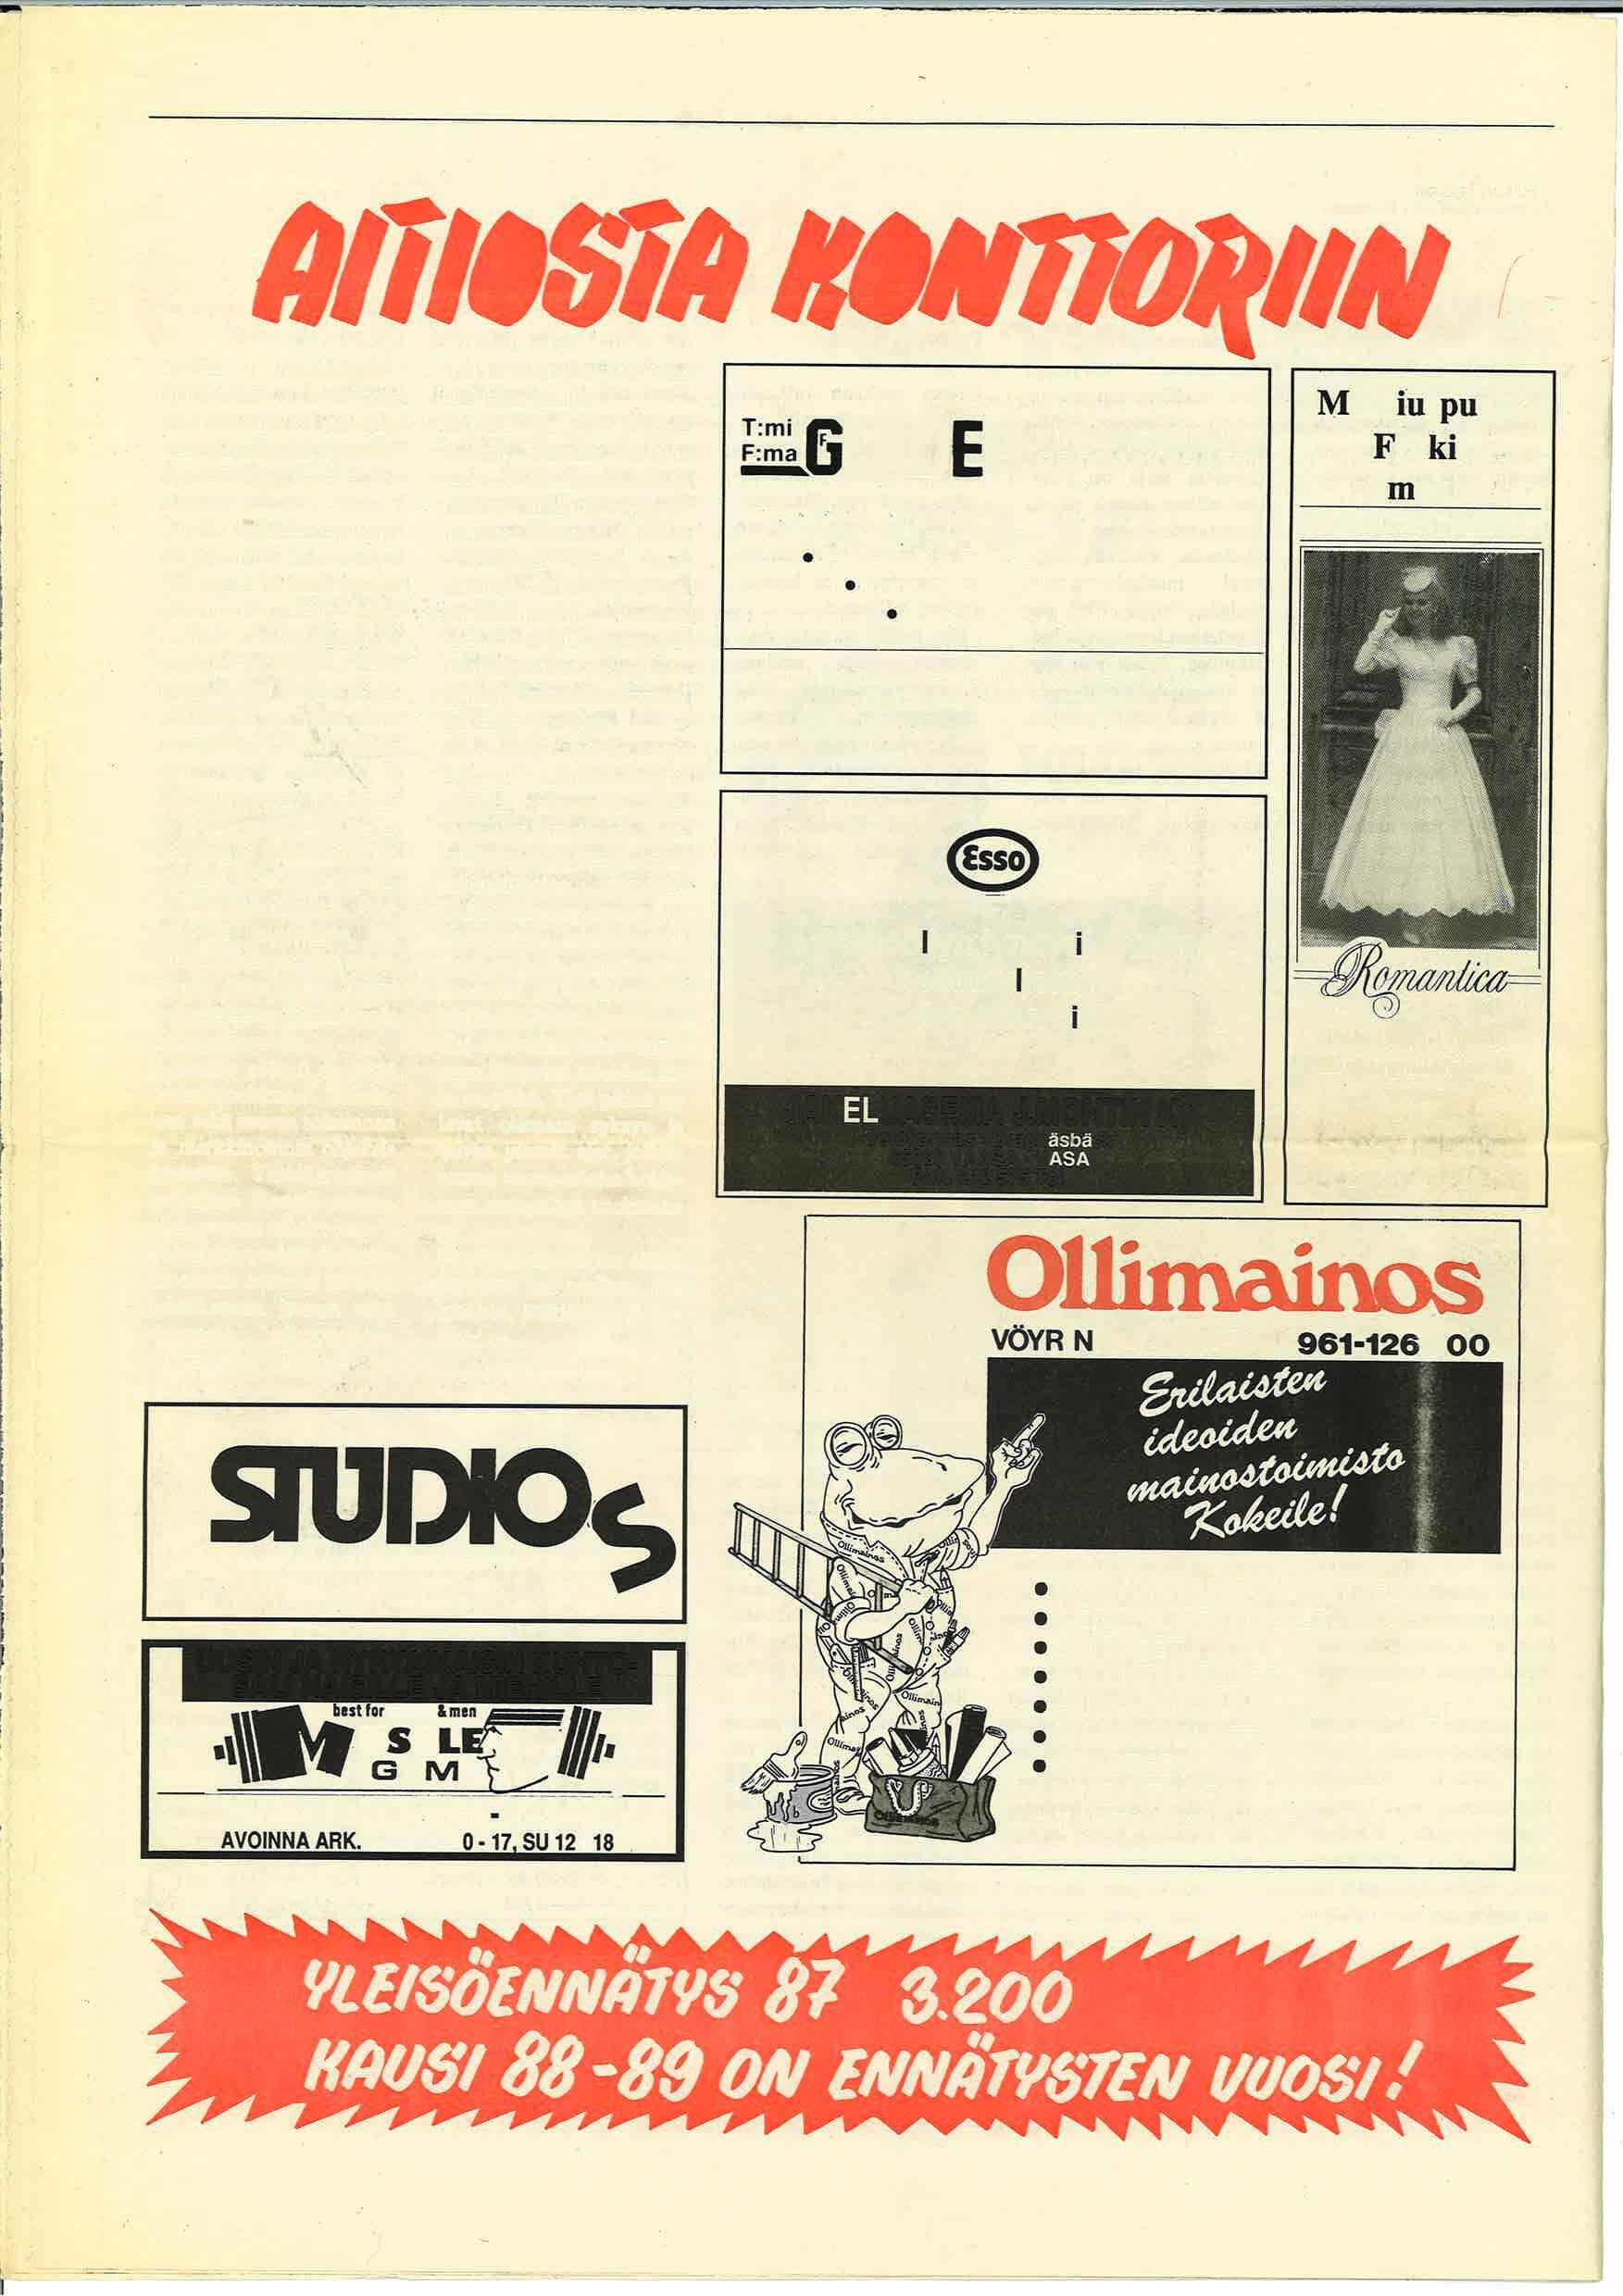 AITIOSTA KONTTORIIN
T:mi
F:ma
G E
M iu pu
F ki
m
Romantica
Esso
I i
I
i
EL
äsbä
ASA
Ollimainos
VÖYR N 961-126 00
Erilaisten
ideoiden
mainostoimisto
Kokeile!
STUDIOS
best for & men
M S LE
G M
AVOINNA ARK. 0 - 17, SU 12 18
YLEISÖENNÄTYS 87 3.200
KAUSI 88-89 ON ENNÄTYSTEN VUOSI!